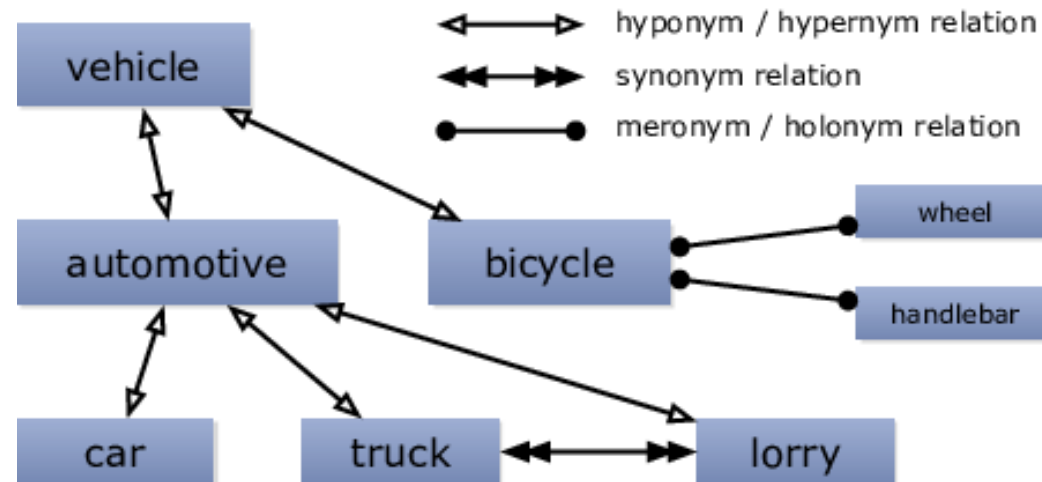 vehicle
hyponym / hypernym relation
synonym relation
meronym / holonym relation
automotive
bicycle
wheel
handlebar
car
truck
lorry